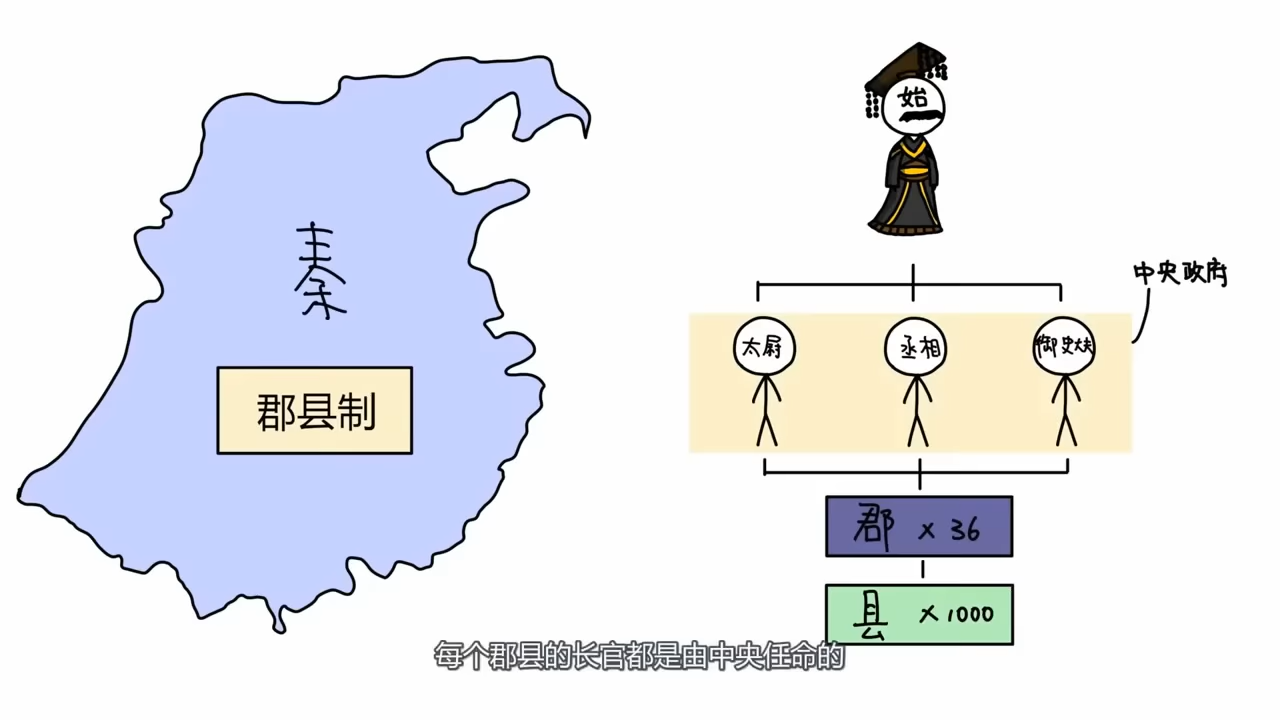 秦
郡县制
始
中央政府
太尉
丞相
御史大夫
郡 x 36
县 x 1000
每个郡县的长官都是由中央任命的